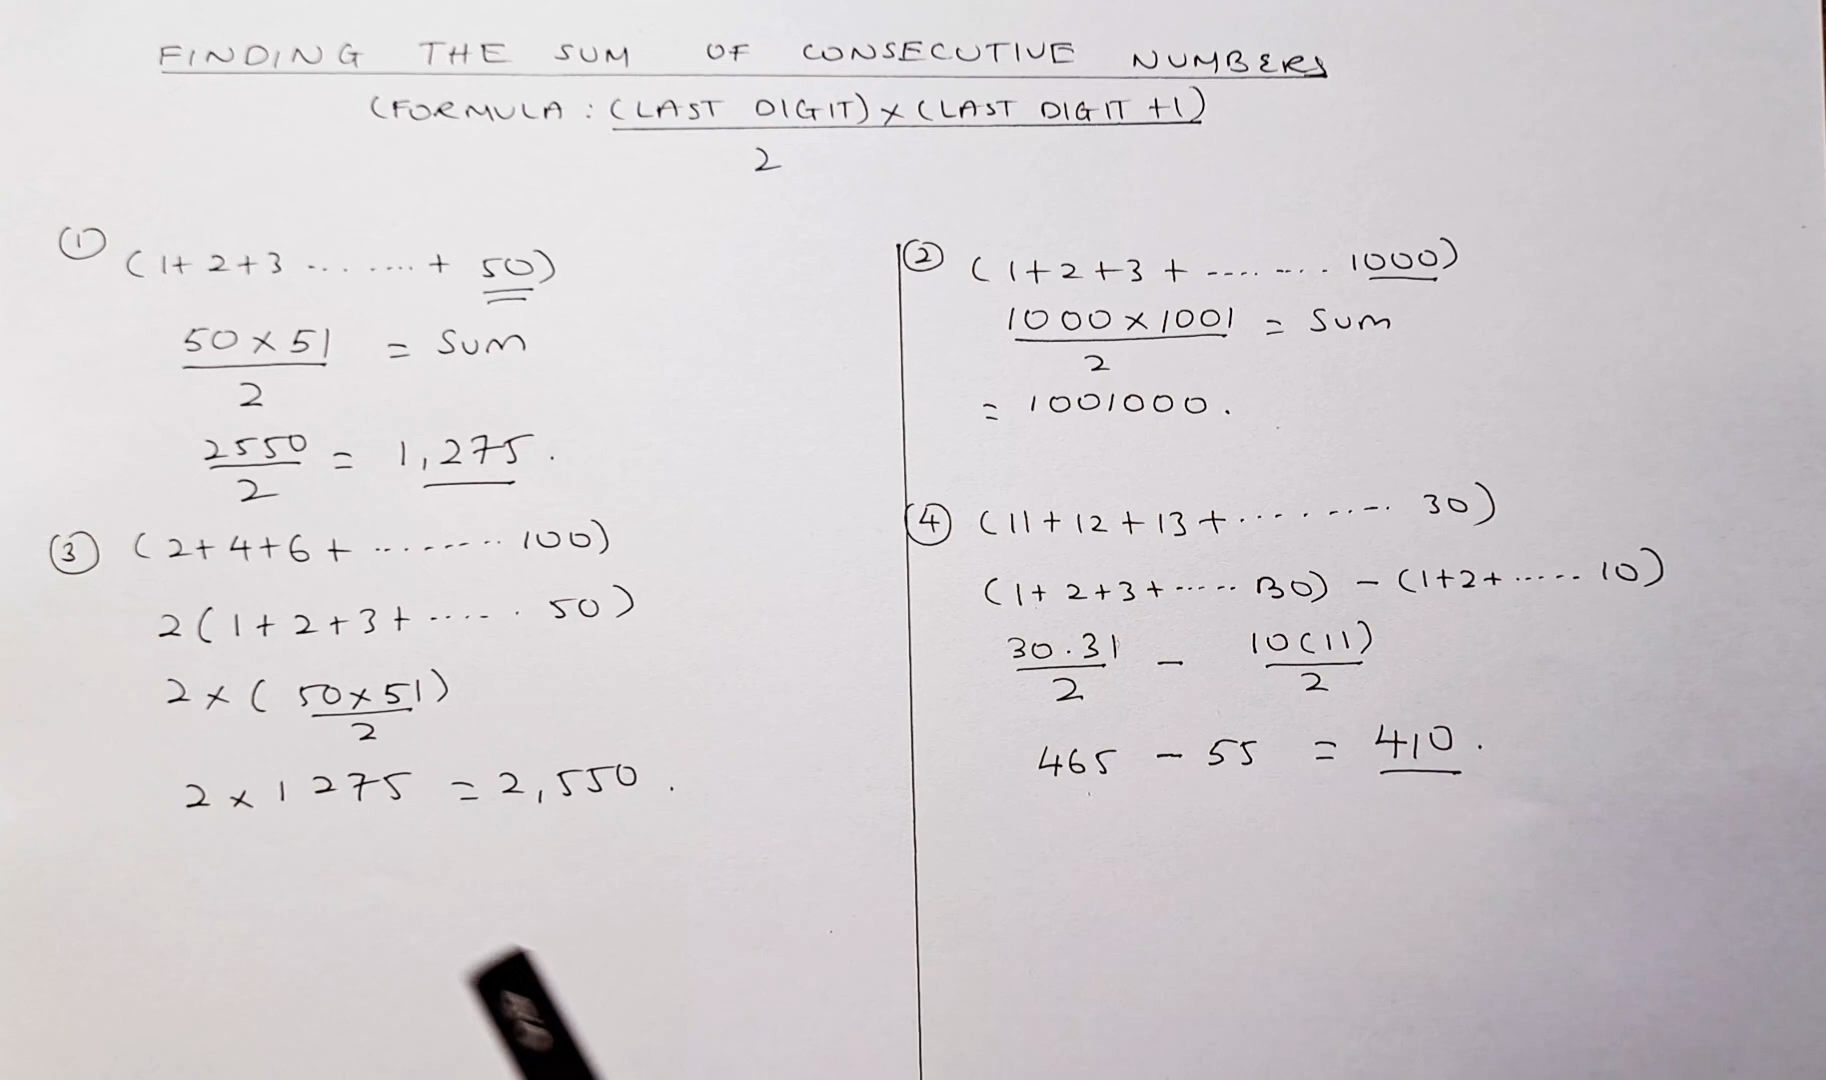 FINDING THE SUM OF CONSECUTIVE NUMBERS
(FORMULA : (LAST DIGIT) x (LAST DIGIT +1)
2
① (1+ 2+3 ........ + 50)
50 x 51 = SUM
2
2550 = 1,275.
2
② (1+2+3 + ........ 1000)
1000 x 1001 = SUM
2
= 1001000.
③ (2+4+6+ ........ 100)
2(1+2+3+ ..... 50)
2 x ( 50x51)
2
2 x 1275 = 2,550.
④ (11+12+13+ ......... 30)
(1+2+3+ ..... 30) - (1+2+ ..... 10)
30.31 - 10(11)
2 2
465 - 55 = 410.